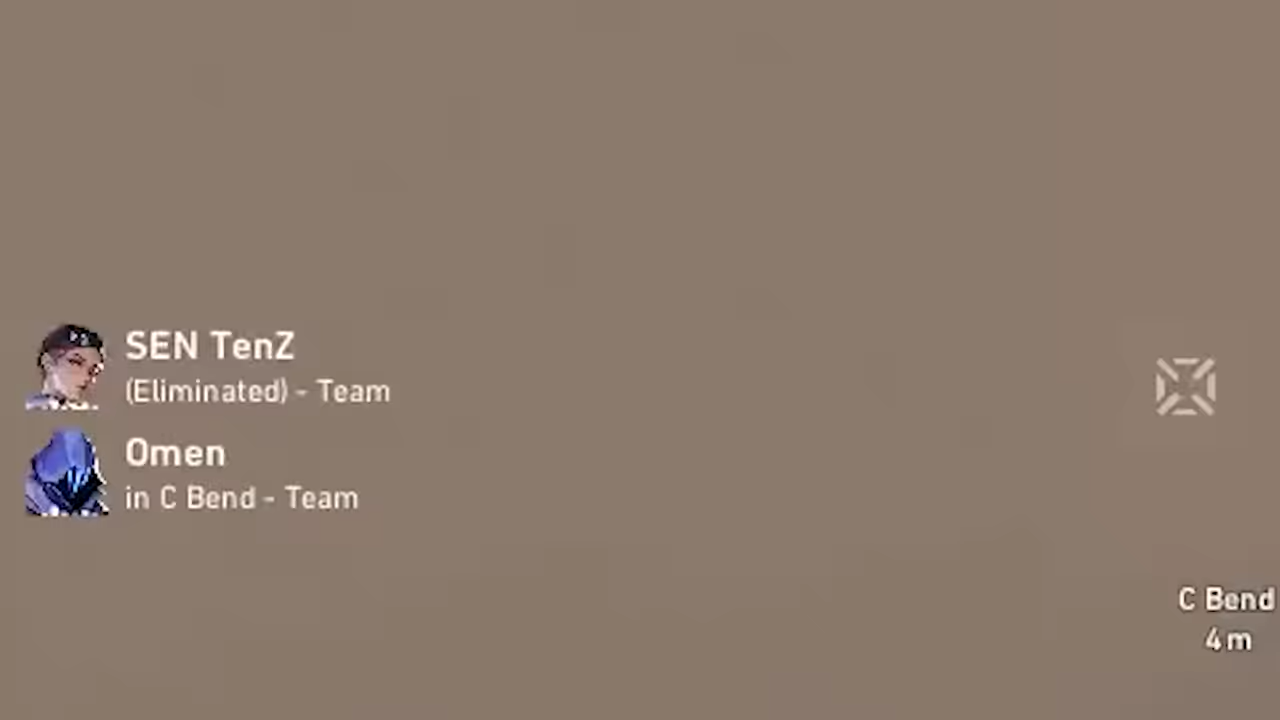 SEN TenZ
(Eliminated) - Team
Omen
in C Bend - Team
C Bend
4 m